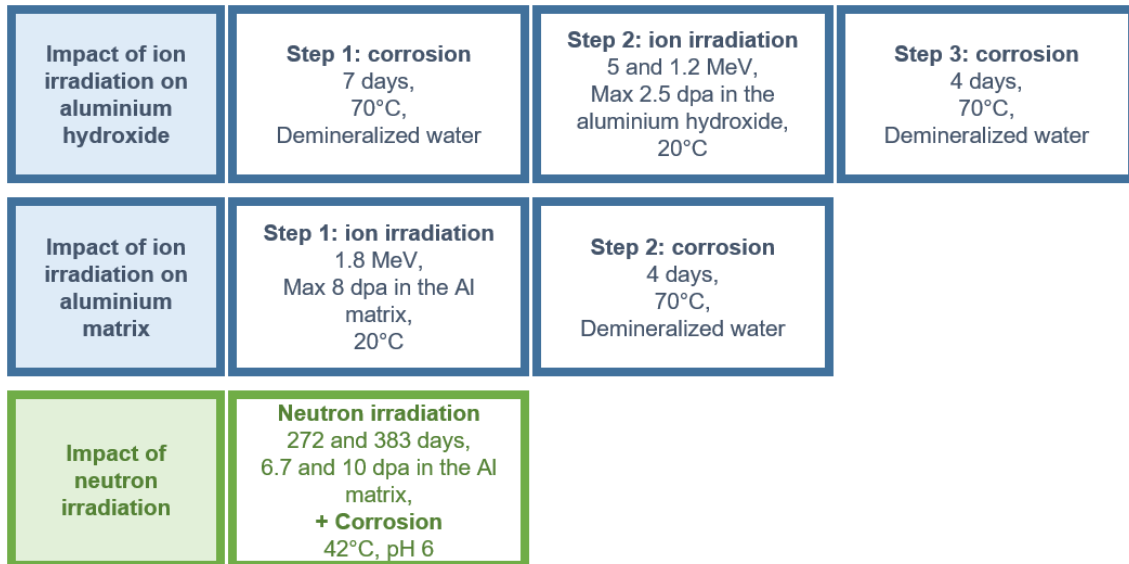 Impact of ion
irradiation on
aluminium
hydroxide
Step 1: corrosion
7 days,
70°C,
Demineralized water
Step 2: ion irradiation
5 and 1.2 MeV,
Max 2.5 dpa in the
aluminium hydroxide,
20°C
Step 3: corrosion
4 days,
70°C,
Demineralized water
Impact of ion
irradiation on
aluminium
matrix
Step 1: ion irradiation
1.8 MeV,
Max 8 dpa in the Al
matrix,
20°C
Step 2: corrosion
4 days,
70°C,
Demineralized water
Impact of
neutron
irradiation
Neutron irradiation
272 and 383 days,
6.7 and 10 dpa in the Al
matrix,
+ Corrosion
42°C, pH 6